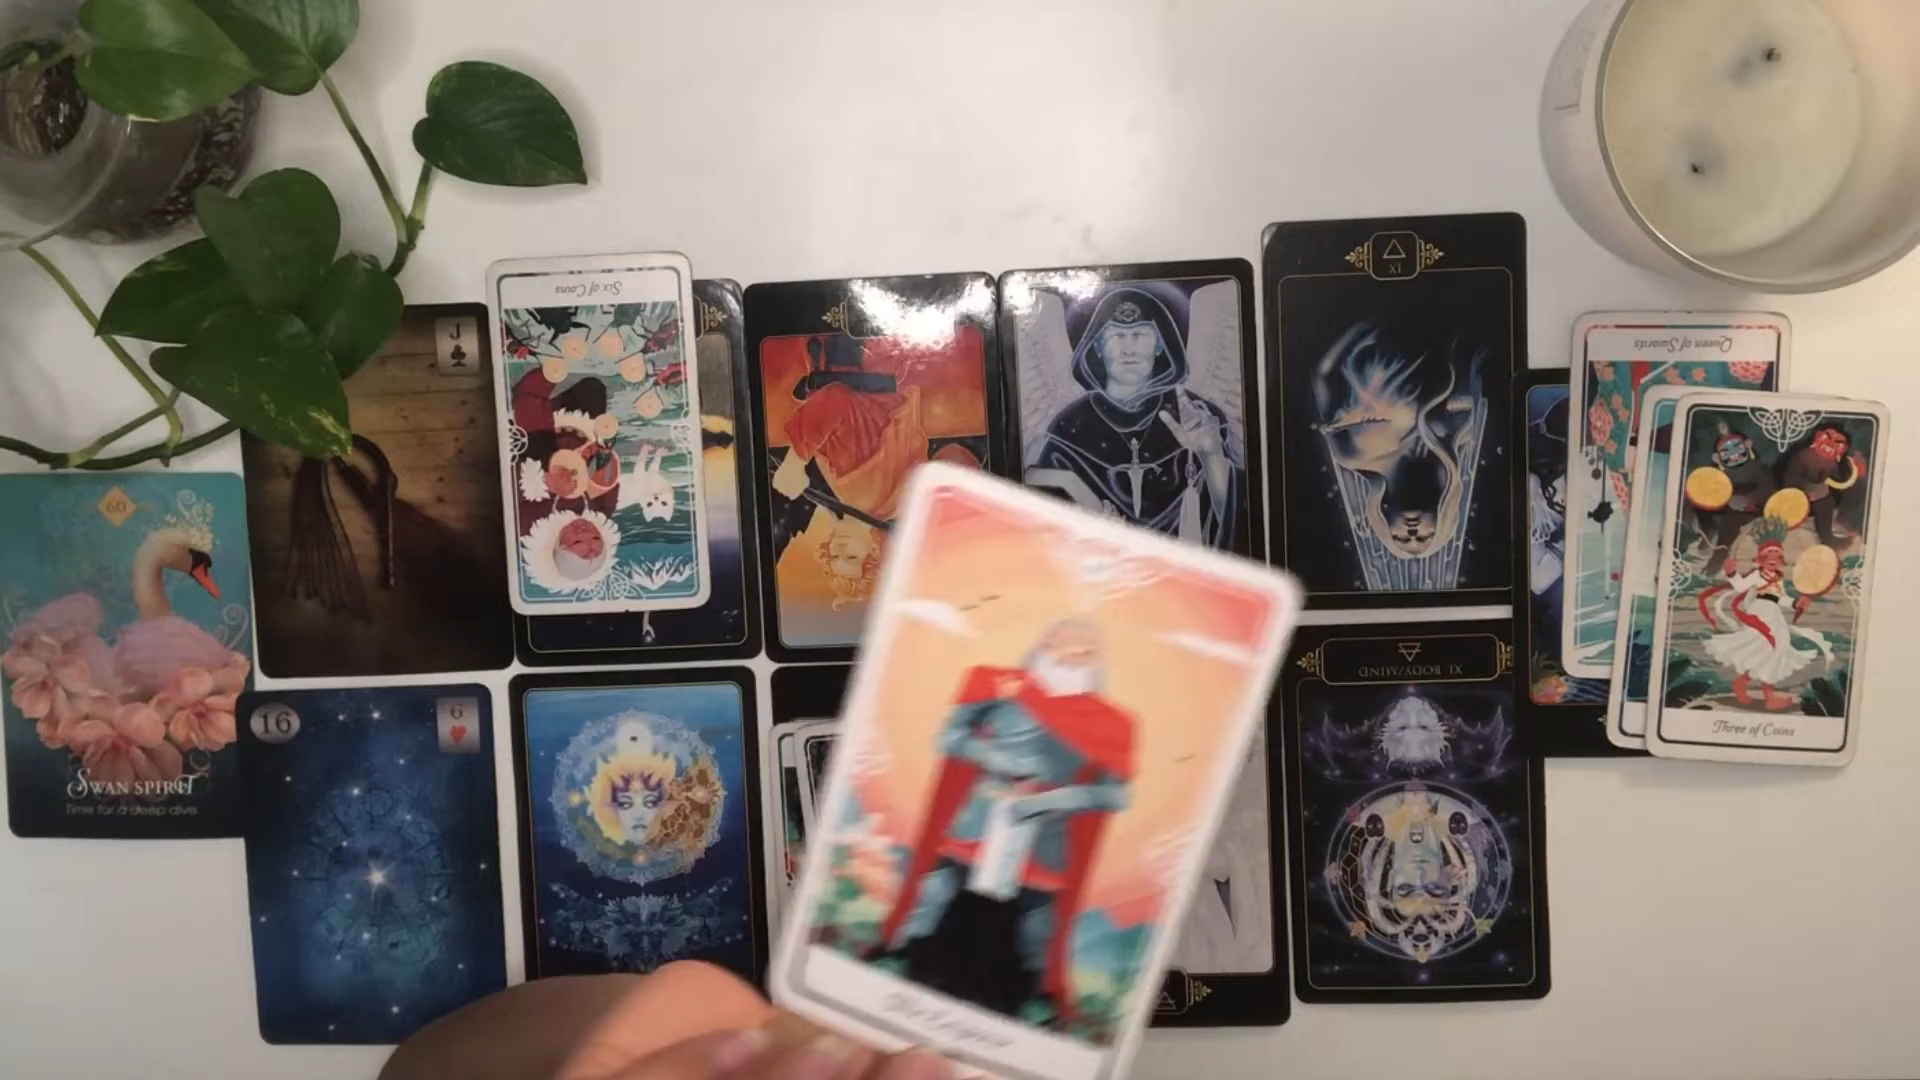 J
Six of Coins
IX
Queen of Swords
60
SWAN SPIRIT
Time for a deep dive
16
6
XI BODY/MIND
Three of Coins